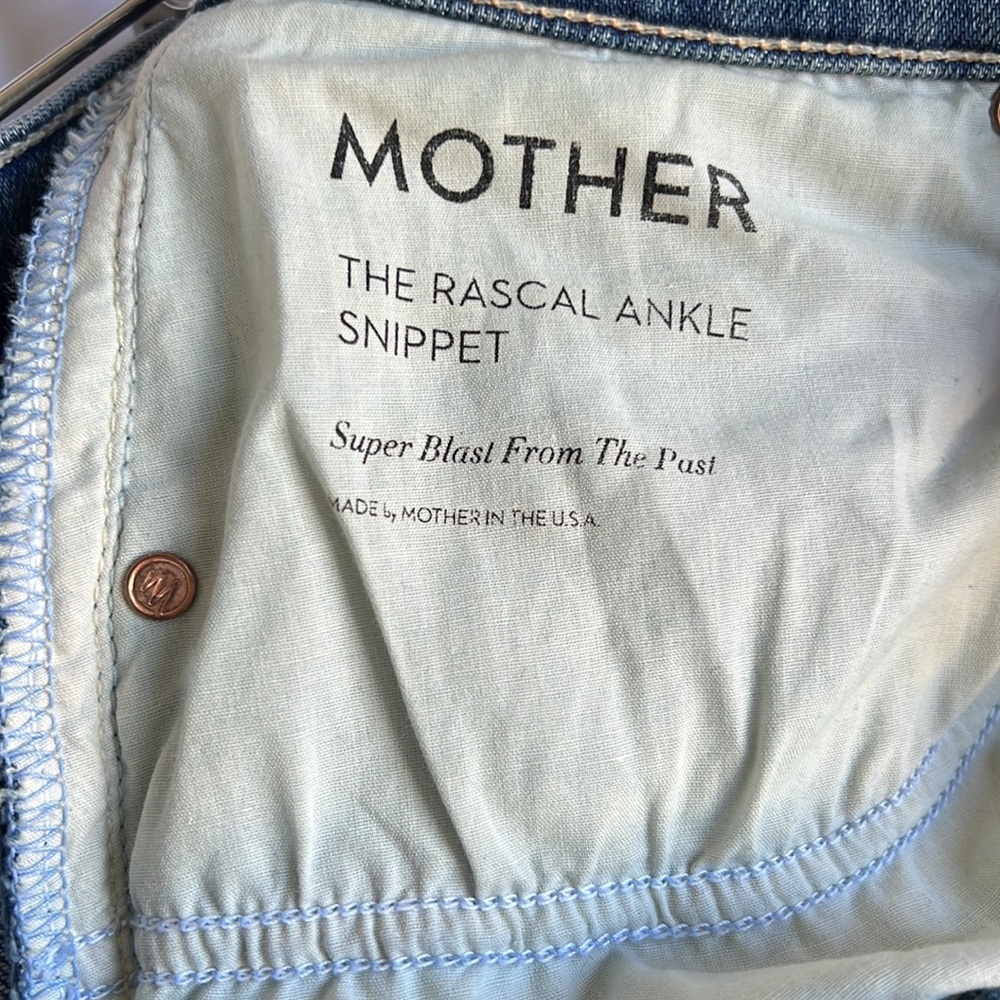 MOTHER
THE RASCAL ANKLE
SNIPPET
Super Blast From The Past
MADE by MOTHER IN THE U.S.A.
M